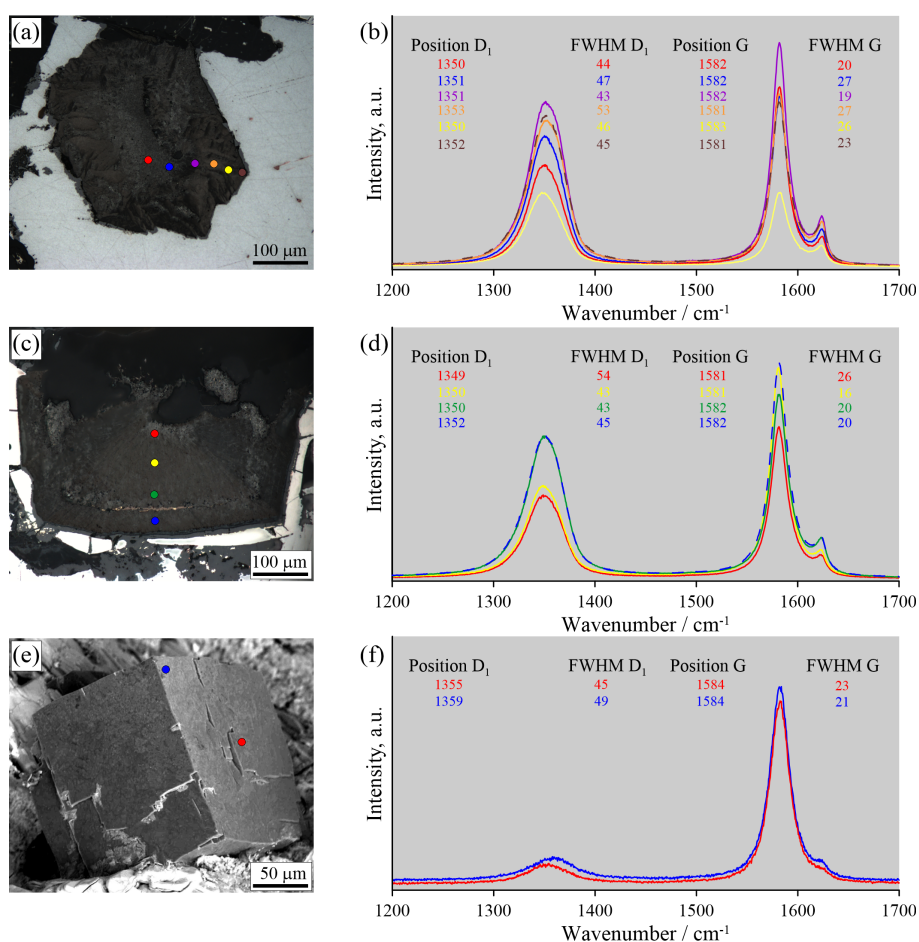 (a)
100 μm
(b)
Position D1 FWHM D1 Position G FWHM G
1350 44 1582 20
1351 47 1582 27
1351 43 1582 19
1353 53 1581 27
1350 46 1583 26
1352 45 1581 23
Intensity, a.u.
1200 1300 1400 1500 1600 1700
Wavenumber / cm-1
(c)
100 μm
(d)
Position D1 FWHM D1 Position G FWHM G
1349 54 1581 26
1350 43 1581 16
1350 43 1582 20
1352 45 1582 20
Intensity, a.u.
1200 1300 1400 1500 1600 1700
Wavenumber / cm-1
(e)
50 μm
(f)
Position D1 FWHM D1 Position G FWHM G
1355 45 1584 23
1359 49 1584 21
Intensity, a.u.
1200 1300 1400 1500 1600 1700
Wavenumber / cm-1